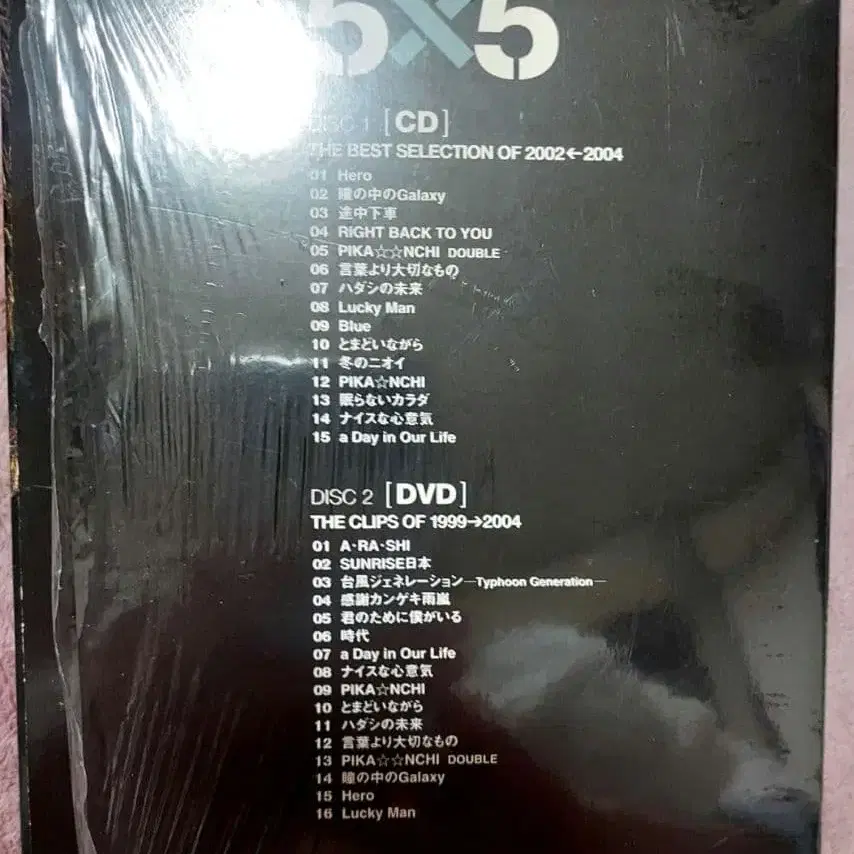 5×5
DISC 1 [CD]
THE BEST SELECTION OF 2002←2004
01 Hero
02 瞳の中のGalaxy
03 途中下車
04 RIGHT BACK TO YOU
05 PIKA☆☆NCHI DOUBLE
06 言葉より大切なもの
07 ハダシの未来
08 Lucky Man
09 Blue
10 とまどいながら
11 冬のニオイ
12 PIKA☆NCHI
13 眠らないカラダ
14 ナイスな心意気
15 a Day in Our Life
DISC 2 [DVD]
THE CLIPS OF 1999→2004
01 A・RA・SHI
02 SUNRISE日本
03 台風ジェネレーション—Typhoon Generation—
04 感謝カンゲキ雨嵐
05 君のために僕がいる
06 時代
07 a Day in Our Life
08 ナイスな心意気
09 PIKA☆NCHI
10 とまどいながら
11 ハダシの未来
12 言葉より大切なもの
13 PIKA☆☆NCHI DOUBLE
14 瞳の中のGalaxy
15 Hero
16 Lucky Man